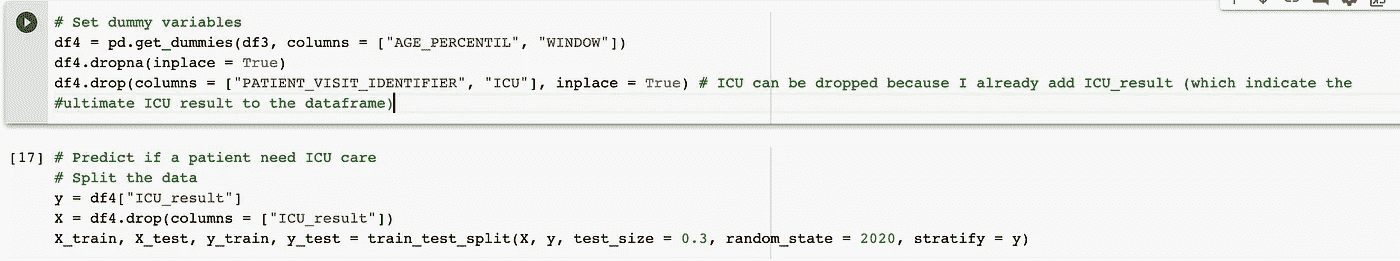 # Set dummy variables
df4 = pd.get_dummies(df3, columns = ["AGE_PERCENTIL", "WINDOW"])
df4.dropna(inplace = True)
df4.drop(columns = ["PATIENT_VISIT_IDENTIFIER", "ICU"], inplace = True) # ICU can be dropped because I already add ICU_result (which indicate the
#ultimate ICU result to the dataframe)
[17] # Predict if a patient need ICU care
# Split the data
y = df4["ICU_result"]
X = df4.drop(columns = ["ICU_result"])
X_train, X_test, y_train, y_test = train_test_split(X, y, test_size = 0.3, random_state = 2020, stratify = y)